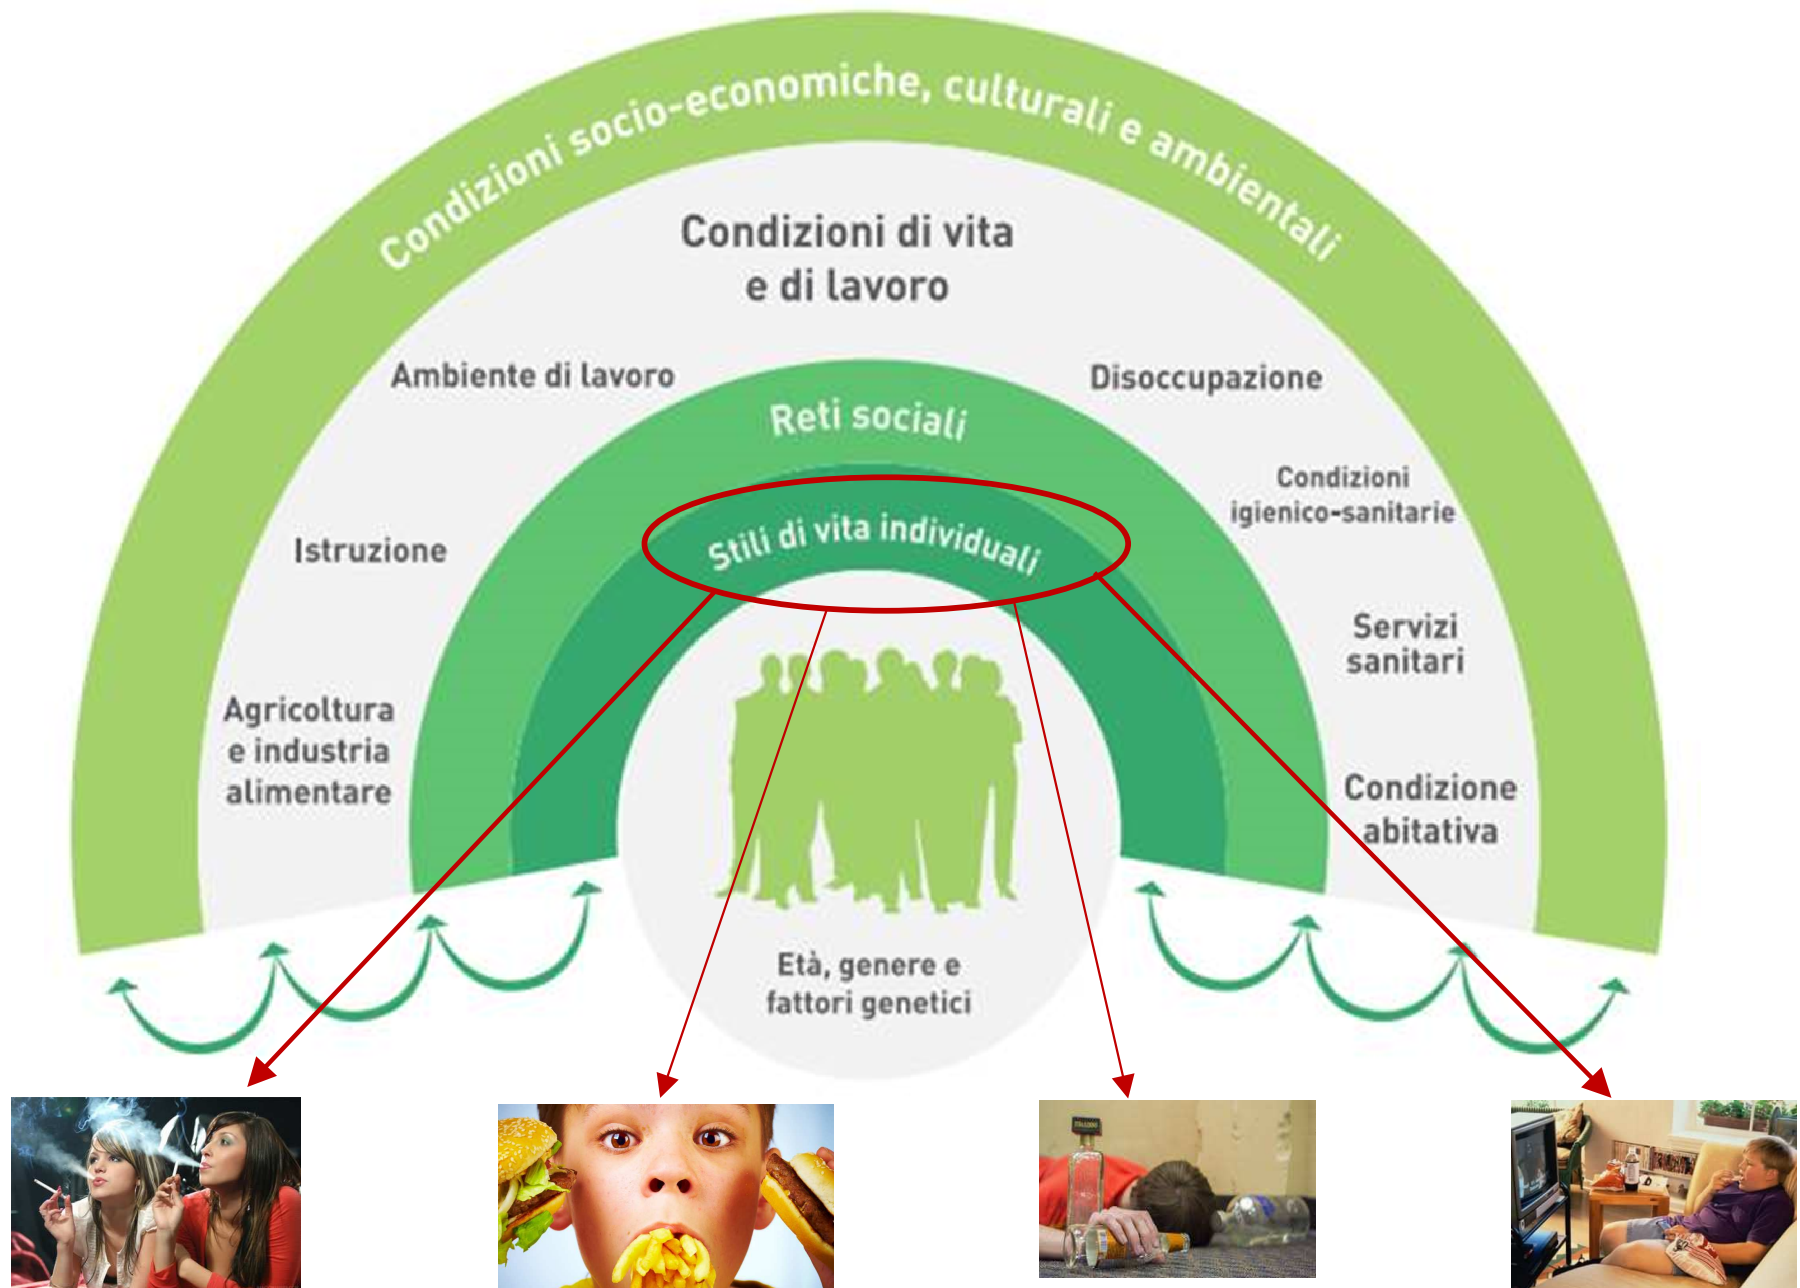 Condizioni socio-economiche, culturali e ambientali
Condizioni di vita
e di lavoro
Ambiente di lavoro
Disoccupazione
Reti sociali
Condizioni
igienico-sanitarie
Stili di vita individuali
Istruzione
Servizi
sanitari
Agricoltura
e industria
alimentare
Condizione
abitativa
Età, genere e
fattori genetici